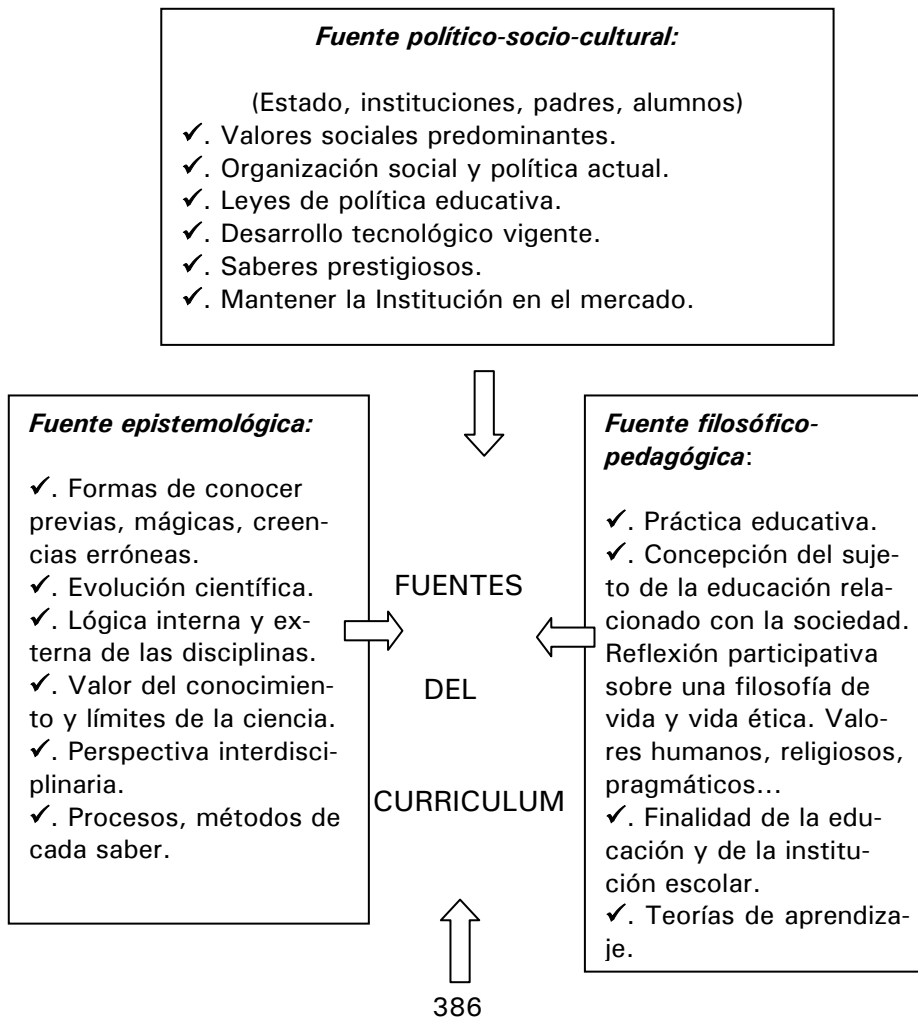 Fuente político-socio-cultural:
(Estado, instituciones, padres, alumnos)
✓. Valores sociales predominantes.
✓. Organización social y política actual.
✓. Leyes de política educativa.
✓. Desarrollo tecnológico vigente.
✓. Saberes prestigiosos.
✓. Mantener la Institución en el mercado.
Fuente epistemológica:
✓. Formas de conocer
previas, mágicas, creen-
cias erróneas.
✓. Evolución científica.
✓. Lógica interna y ex-
terna de las disciplinas.
✓. Valor del conocimien-
to y límites de la ciencia.
✓. Perspectiva interdisci-
plinaria.
✓. Procesos, métodos de
cada saber.
FUENTES
DEL
CURRICULUM
Fuente filosófico-
pedagógica:
✓. Práctica educativa.
✓. Concepción del suje-
to de la educación rela-
cionado con la sociedad.
Reflexión participativa
sobre una filosofía de
vida y vida ética. Valo-
res humanos, religiosos,
pragmáticos...
✓. Finalidad de la edu-
cación y de la institu-
ción escolar.
✓. Teorías de aprendiza-
je.
386